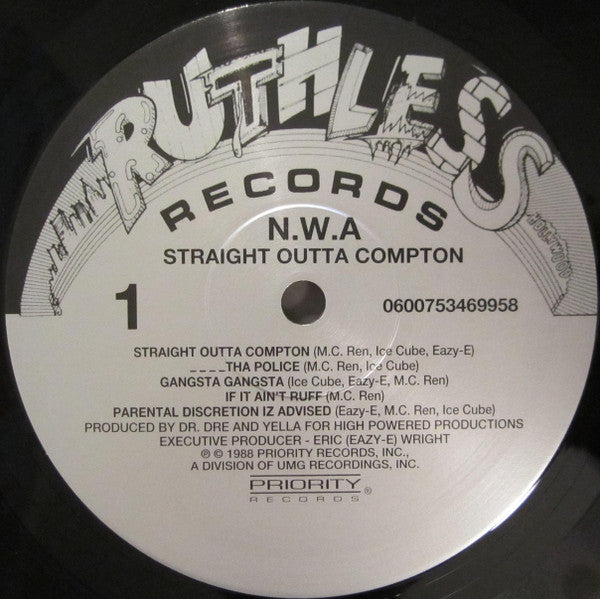 RUTHLESS
RECORDS
HOLLYWOOD
N.W.A
STRAIGHT OUTTA COMPTON
1
0600753469958
STRAIGHT OUTTA COMPTON (M.C. Ren, Ice Cube, Eazy-E)
____THA POLICE (M.C. Ren, Ice Cube)
GANGSTA GANGSTA (Ice Cube, Eazy-E, M.C. Ren)
IF IT AIN'T RUFF (M.C. Ren)
PARENTAL DISCRETION IZ ADVISED (Eazy-E, M.C. Ren, Ice Cube)
PRODUCED BY DR. DRE AND YELLA FOR HIGH POWERED PRODUCTIONS
EXECUTIVE PRODUCER - ERIC (EAZY-E) WRIGHT
℗ © 1988 PRIORITY RECORDS, INC.,
A DIVISION OF UMG RECORDINGS, INC.
PRIORITY
RECORDS ®